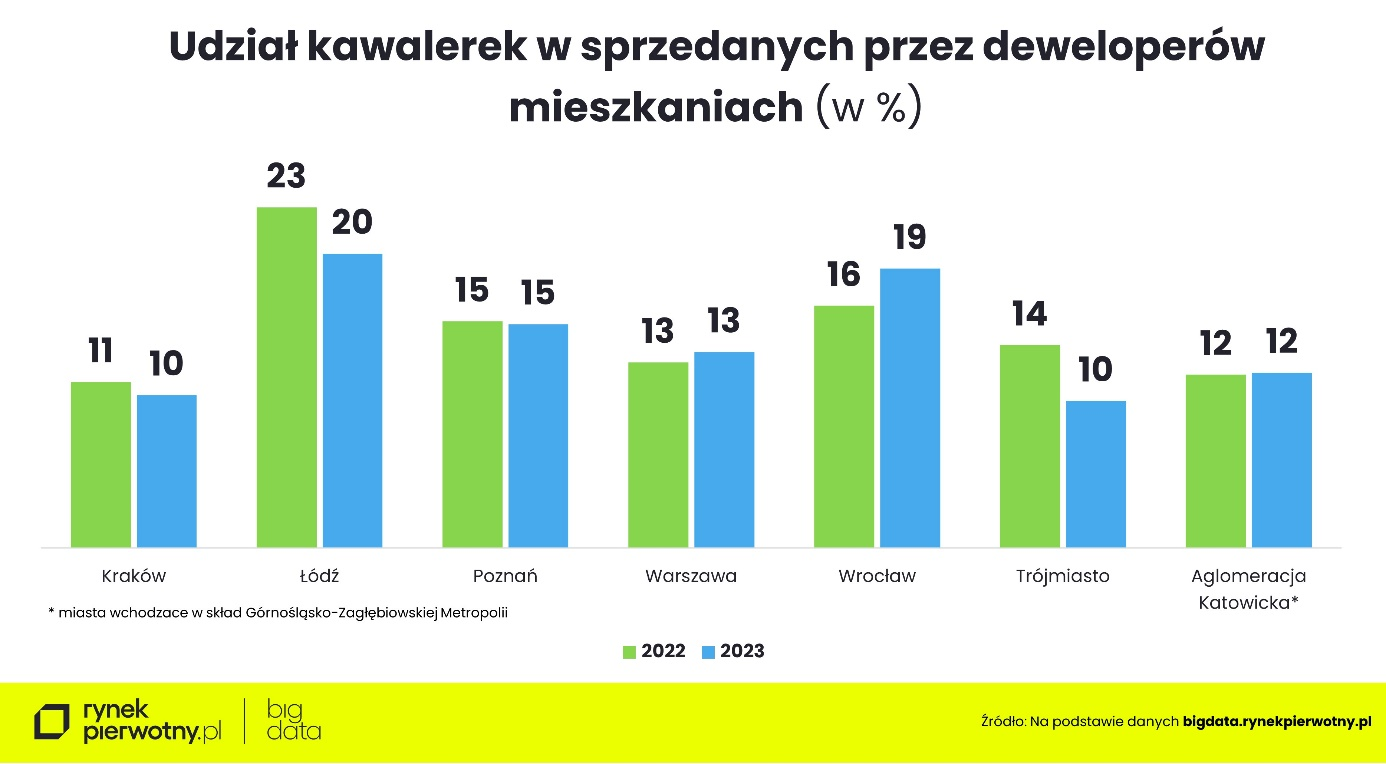 Udział kawalerek w sprzedanych przez deweloperów
mieszkaniach (w %)
23
20
19
16
15
15
14
13
13
12
12
11
10
10
Kraków
Łódź
Poznań
Warszawa
Wrocław
Trójmiasto
Aglomeracja
Katowicka*
* miasta wchodzace w skład Górnośląsko-Zagłębiowskiej Metropolii
2022 2023
rynek
pierwotny.pl
big
data
Źródło: Na podstawie danych bigdata.rynekpierwotny.pl